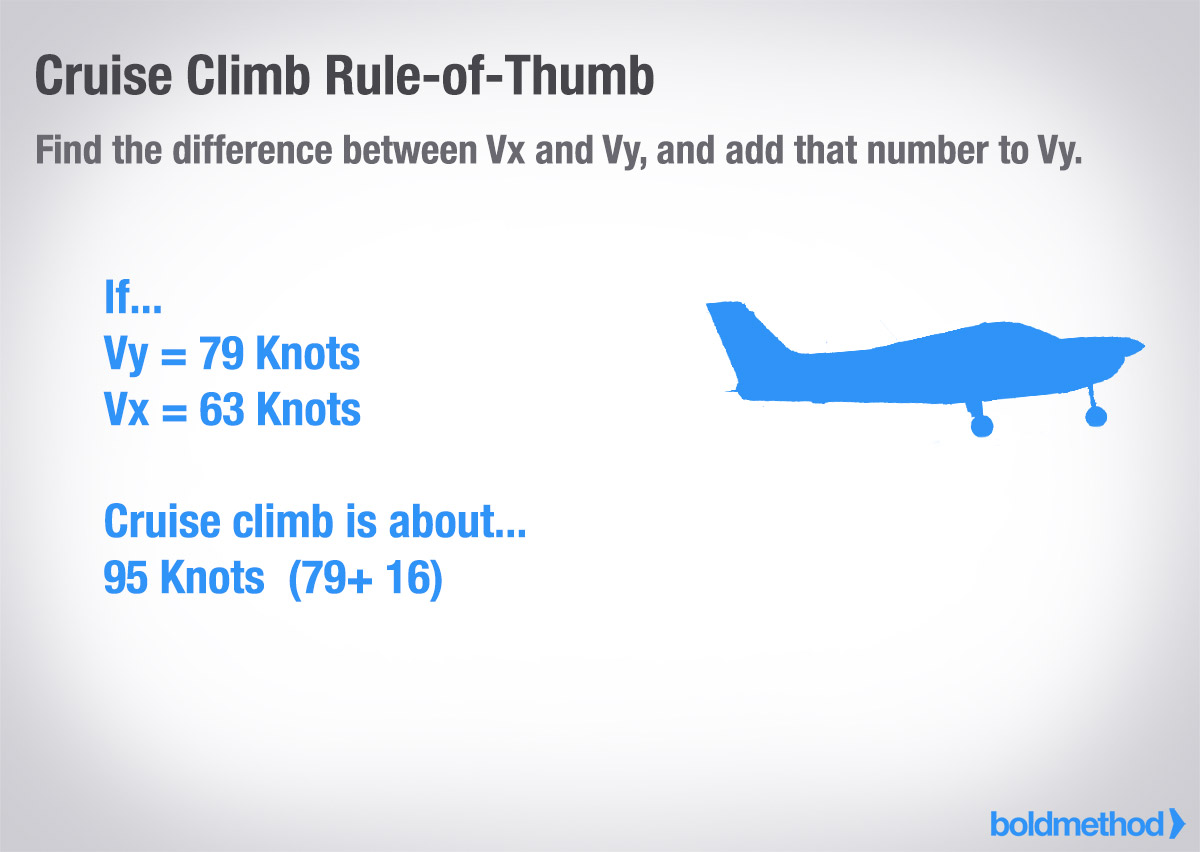 Cruise Climb Rule-of-Thumb
Find the difference between Vx and Vy, and add that number to Vy.
If...
Vy = 79 Knots
Vx = 63 Knots
Cruise climb is about...
95 Knots  (79+ 16)
boldmethod